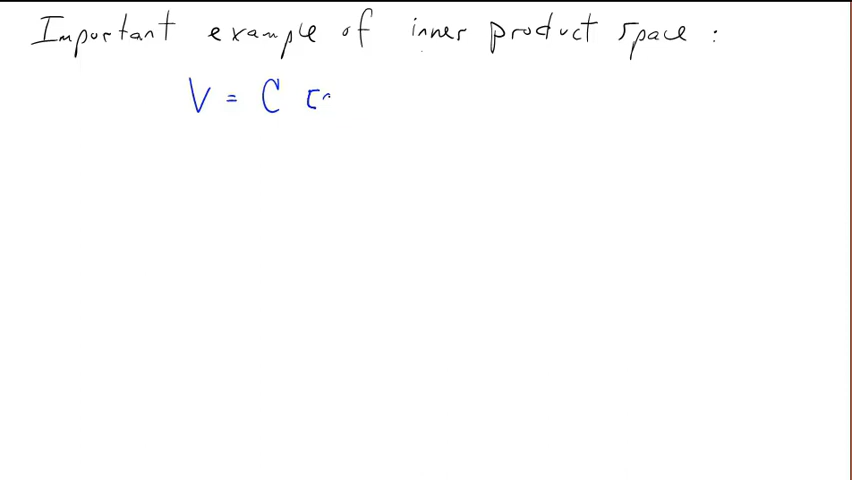 Important example of inner product space :
V = C [